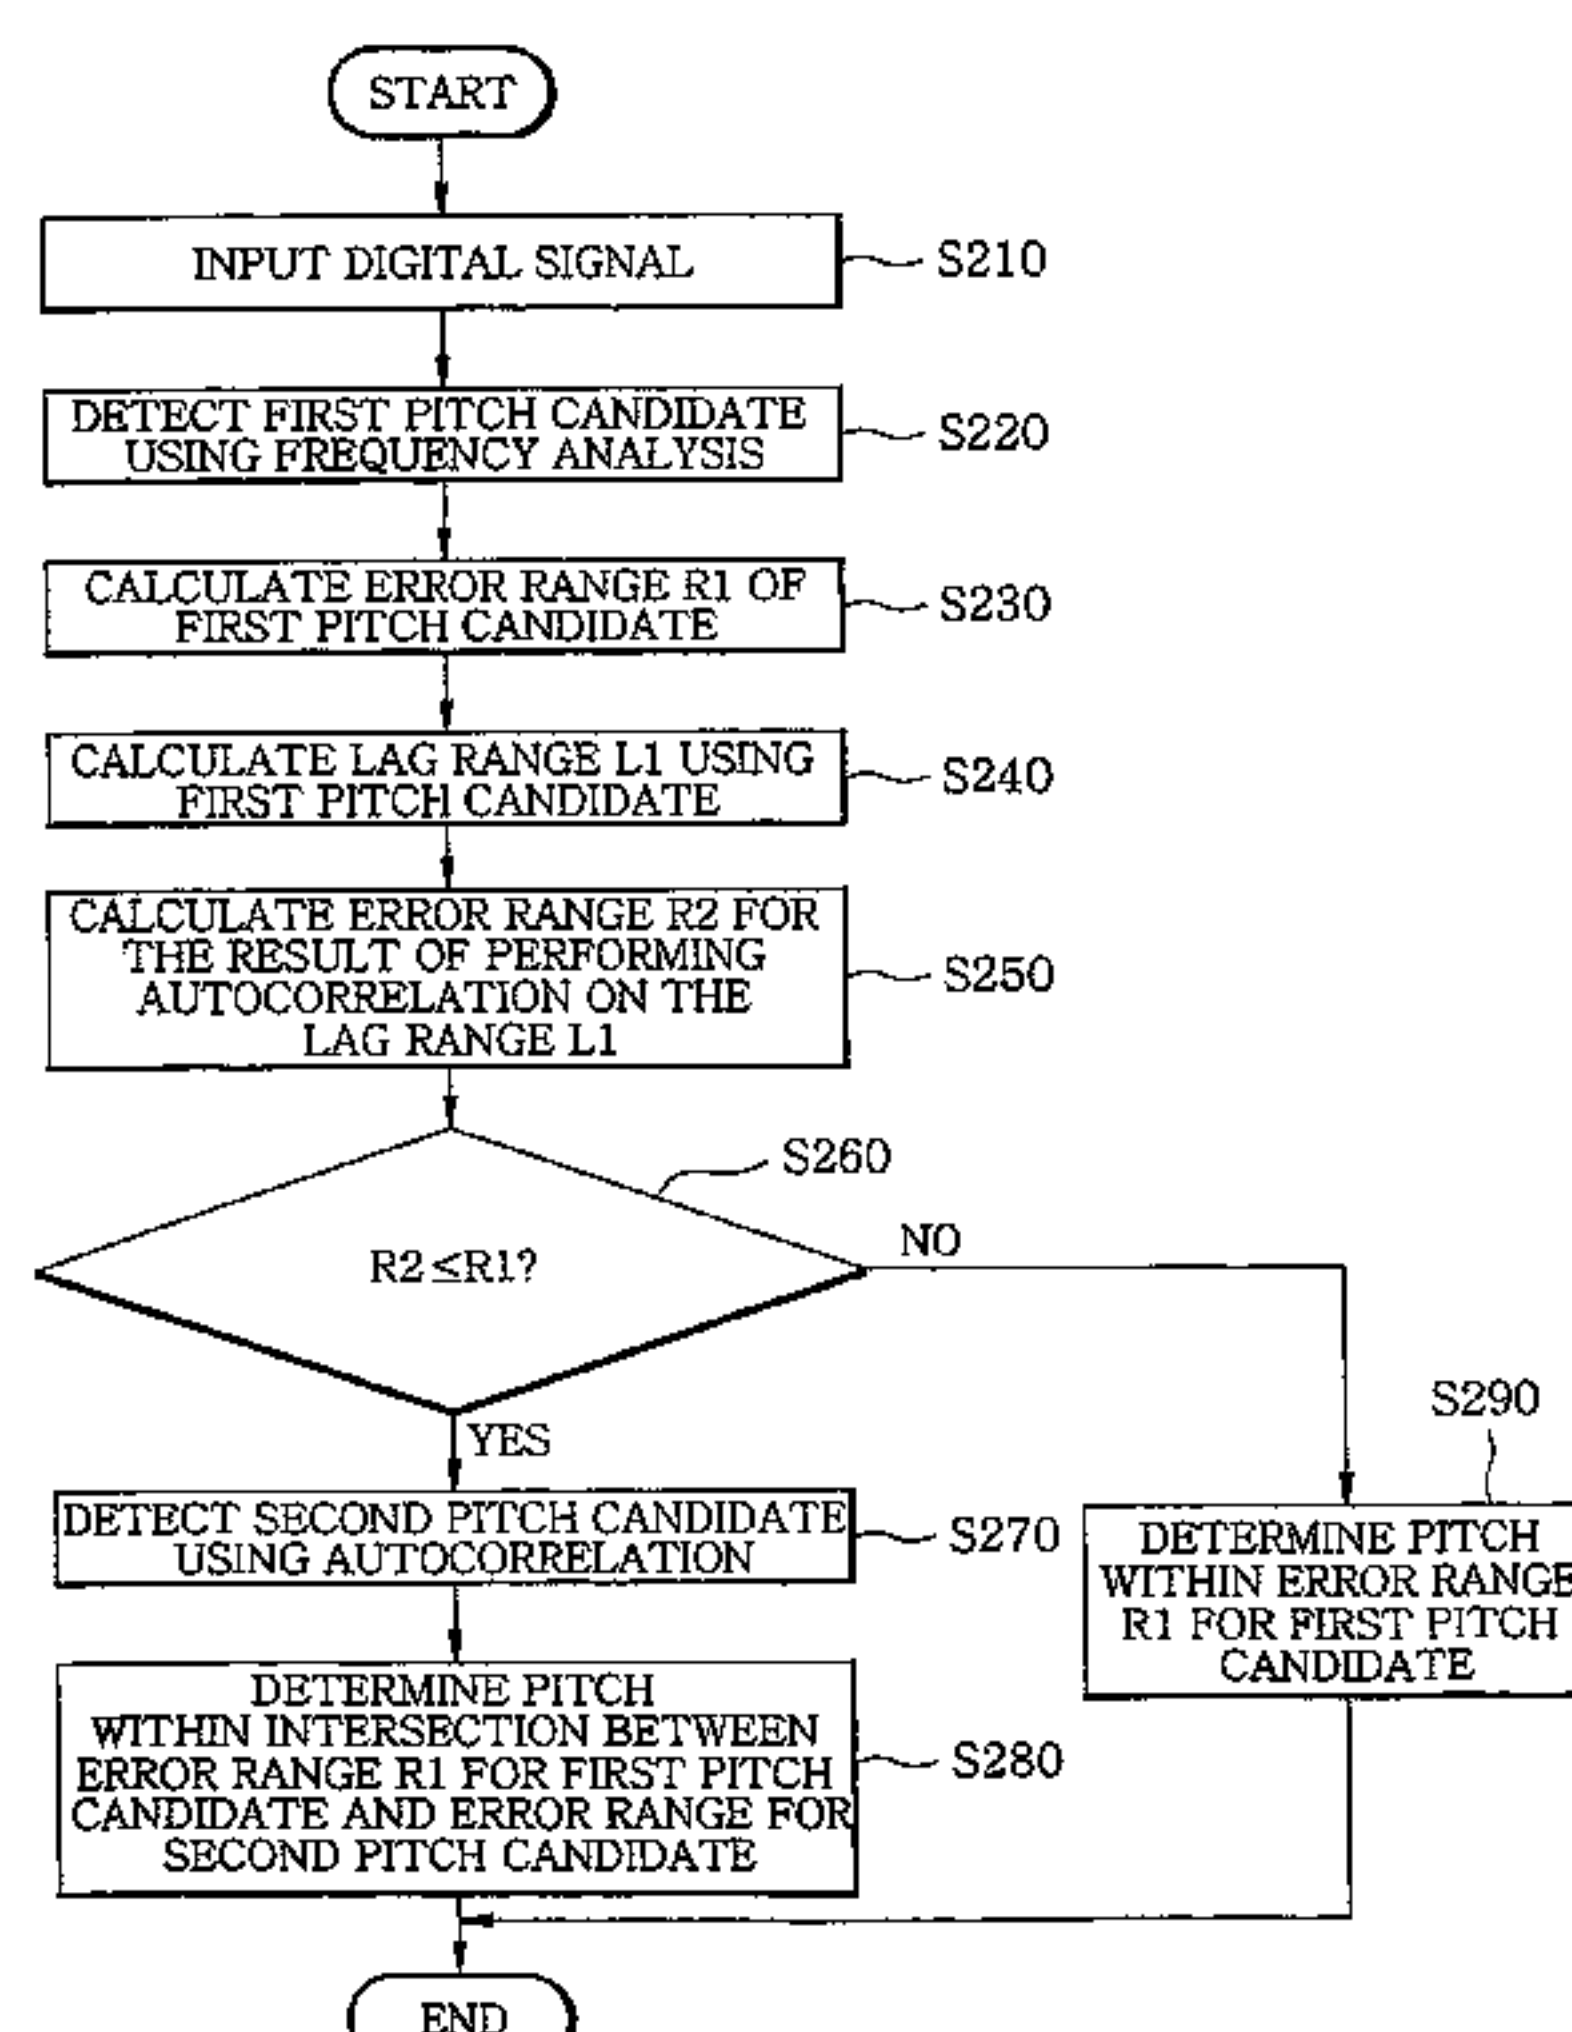 START
INPUT DIGITAL SIGNAL
S210
DETECT FIRST PITCH CANDIDATE
USING FREQUENCY ANALYSIS
S220
CALCULATE ERROR RANGE R1 OF
FIRST PITCH CANDIDATE
S230
CALCULATE LAG RANGE L1 USING
FIRST PITCH CANDIDATE
S240
CALCULATE ERROR RANGE R2 FOR
THE RESULT OF PERFORMING
AUTOCORRELATION ON THE
LAG RANGE L1
S250
S260
R2≤R1?
NO
YES
DETECT SECOND PITCH CANDIDATE
USING AUTOCORRELATION
S270
S290
DETERMINE PITCH
WITHIN ERROR RANGE
R1 FOR FIRST PITCH
CANDIDATE
DETERMINE PITCH
WITHIN INTERSECTION BETWEEN
ERROR RANGE R1 FOR FIRST PITCH
CANDIDATE AND ERROR RANGE FOR
SECOND PITCH CANDIDATE
S280
END